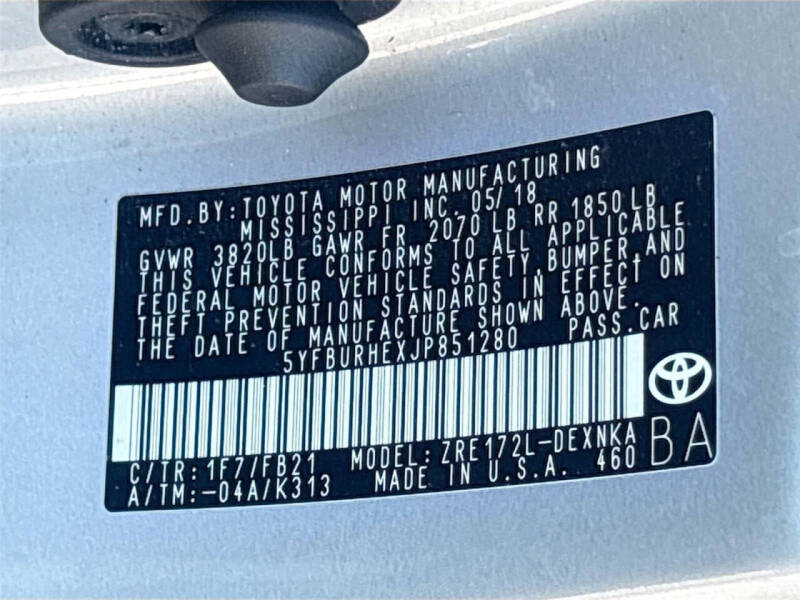 MFD.BY:TOYOTA MOTOR MANUFACTURING
MISSISSIPPI INC. 05/18
GVWR 3820LB GAWR FR 2070 LB RR 1850 LB
THIS VEHICLE CONFORMS TO ALL APPLICABLE
FEDERAL MOTOR VEHICLE SAFETY,BUMPER,AND
THEFT PREVENTION STANDARDS IN EFFECT ON
THE DATE OF MANUFACTURE SHOWN ABOVE.
5YFBURHEXJP851280 PASS.CAR
C/TR:1F7/FB21 MODEL:ZRE172L-DEXNKA
A/TM:-04A/K313 MADE IN U.S.A. 460
BA